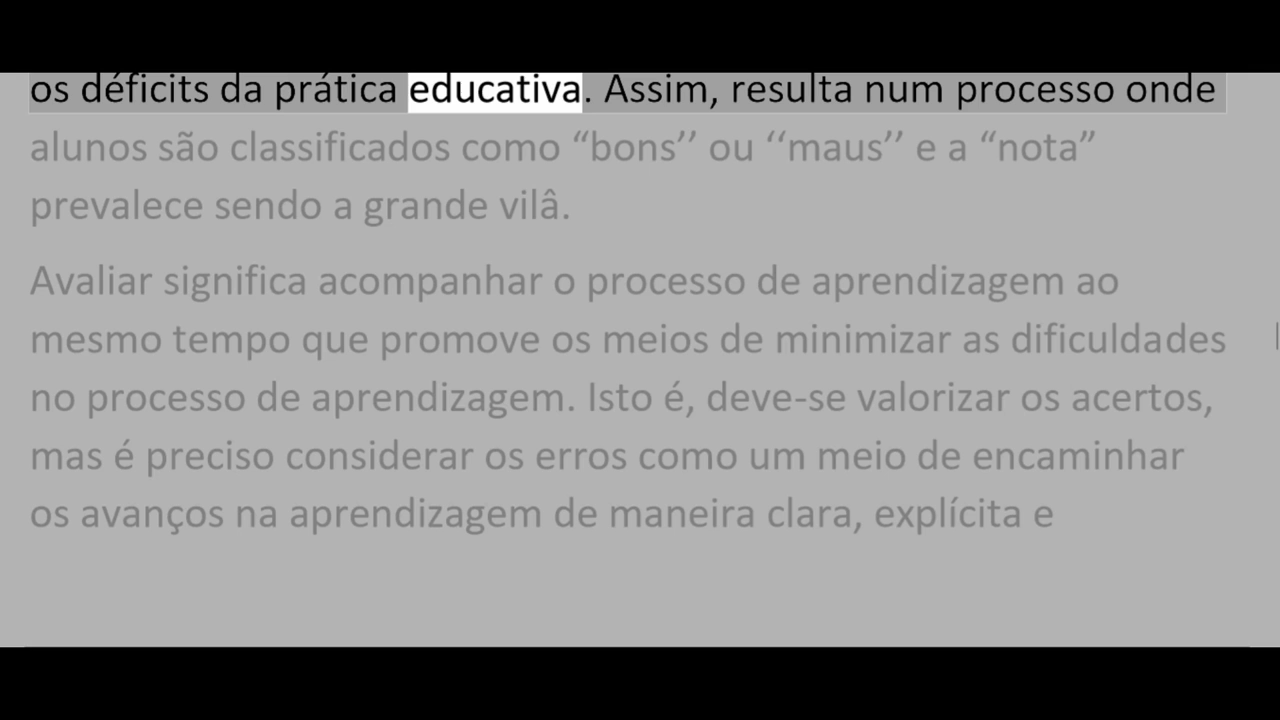 os déficits da prática educativa. Assim, resulta num processo onde
alunos são classificados como “bons’’ ou ‘‘maus’’ e a “nota”
prevalece sendo a grande vilâ.
Avaliar significa acompanhar o processo de aprendizagem ao
mesmo tempo que promove os meios de minimizar as dificuldades
no processo de aprendizagem. Isto é, deve-se valorizar os acertos,
mas é preciso considerar os erros como um meio de encaminhar
os avanços na aprendizagem de maneira clara, explícita e